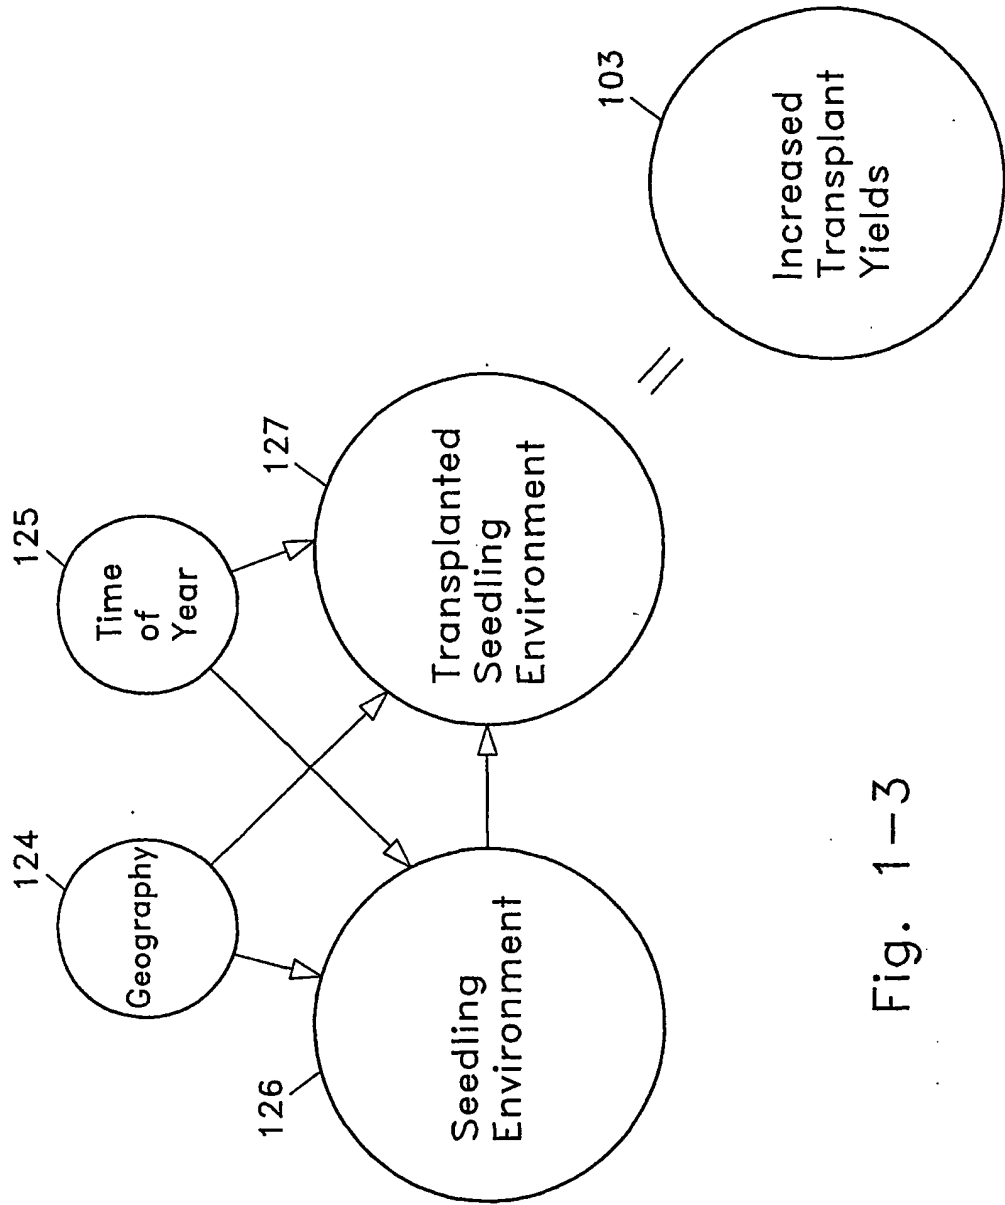 124
Geography
125
Time
of
Year
126
Seedling
Environment
127
Transplanted
Seedling
Environment
=
103
Increased
Transplant
Yields
Fig. 1-3